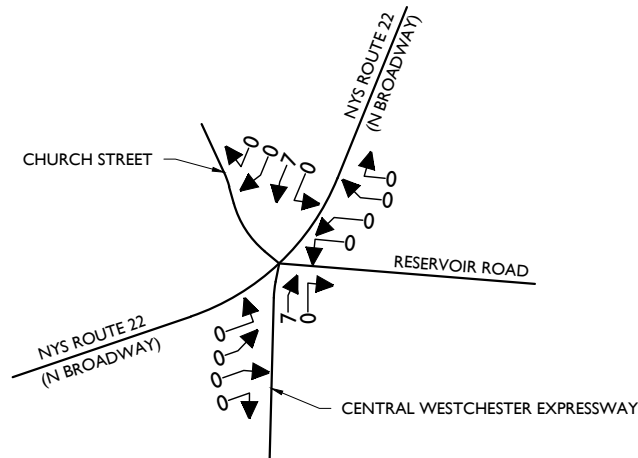 NYS ROUTE 22
(N BROADWAY)
CHURCH STREET
0
0
7
0
0
0
0
0
RESERVOIR ROAD
7
0
NYS ROUTE 22
(N BROADWAY)
0
0
0
0
CENTRAL WESTCHESTER EXPRESSWAY